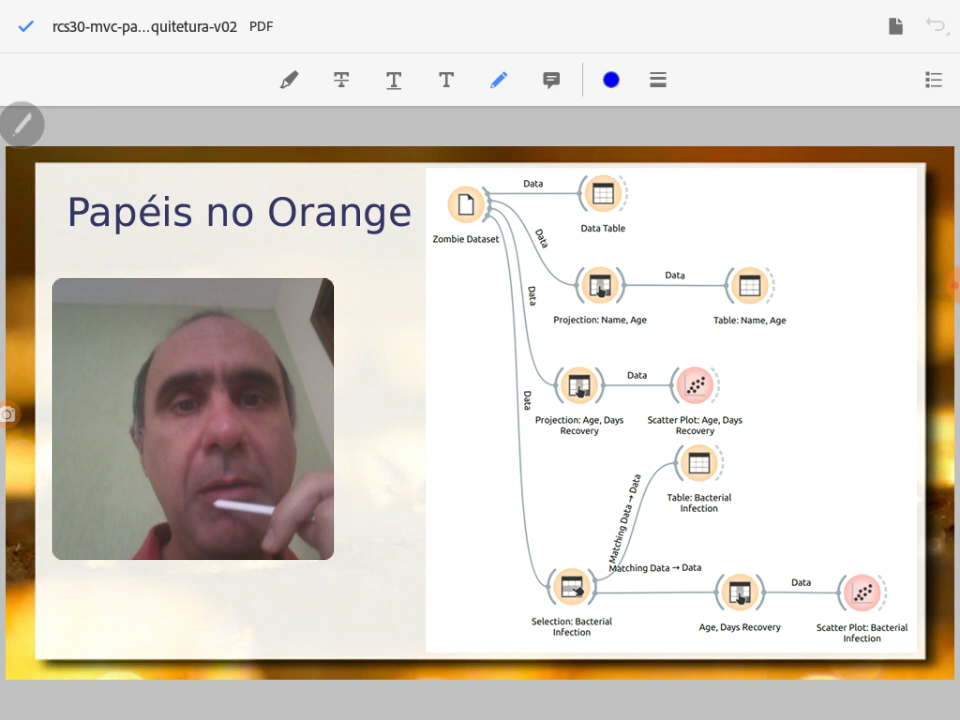 rcs30-mvc-pa...quitetura-v02 PDF
T T T
Papéis no Orange
Data
Zombie Dataset
Data Table
Data
Data
Projection: Name, Age
Table: Name, Age
Data
Data
Projection: Age, Days
Recovery
Scatter Plot: Age, Days
Recovery
Data
Matching Data → Data
Table: Bacterial
Infection
Matching Data → Data
Data
Selection: Bacterial
Infection
Age, Days Recovery
Scatter Plot: Bacterial
Infection